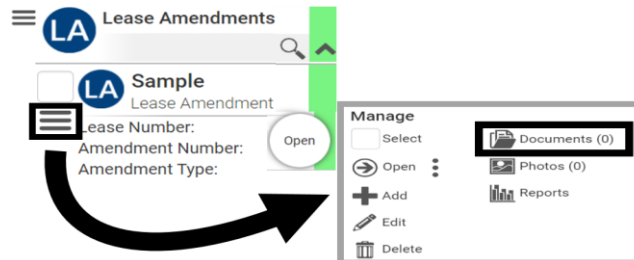 LA Lease Amendments
LA Sample
Lease Amendment
Lease Number:
Amendment Number:
Amendment Type:
Open
Manage
Select
Documents (0)
Open
Photos (0)
Add
Reports
Edit
Delete